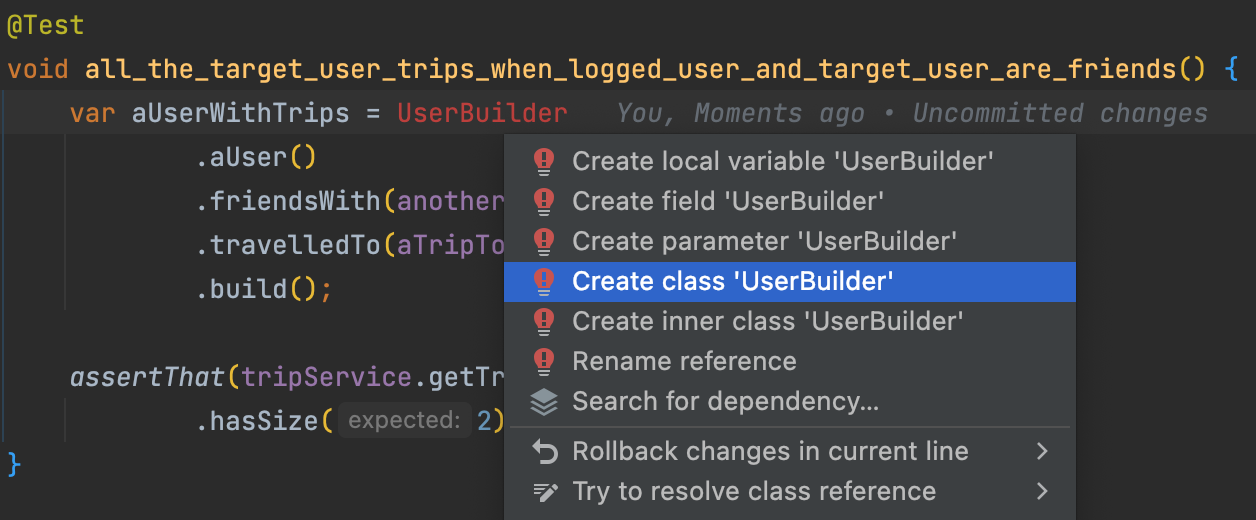 @Test
void all_the_target_user_trips_when_logged_user_and_target_user_are_friends() {
var aUserWithTrips = UserBuilder You, Moments ago • Uncommitted changes
.aUser()
.friendsWith(another
.travelledTo(aTripTo
.build();
assertThat(tripService.getTr
.hasSize( expected: 2)
}
Create local variable 'UserBuilder'
Create field 'UserBuilder'
Create parameter 'UserBuilder'
Create class 'UserBuilder'
Create inner class 'UserBuilder'
Rename reference
Search for dependency...
Rollback changes in current line
Try to resolve class reference